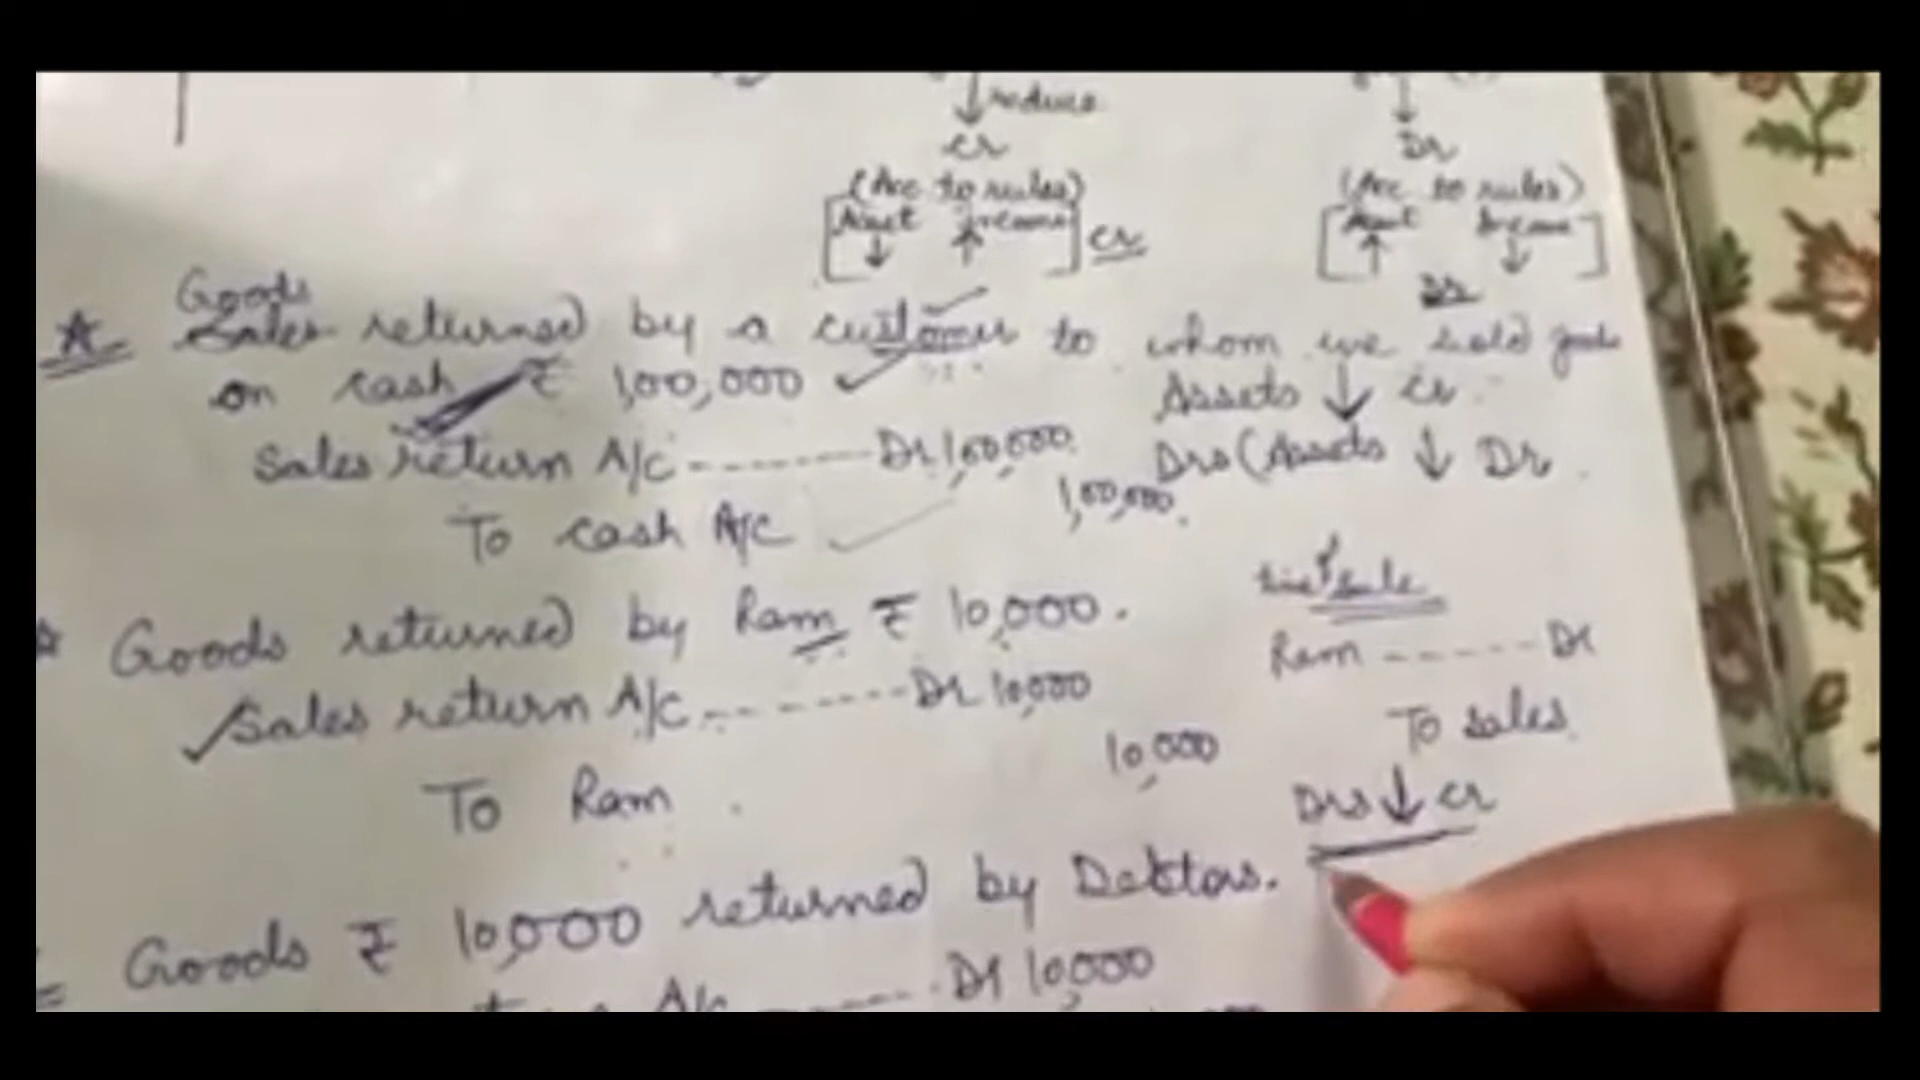 reduce
Cr Dr
(Acc to rules) (Acc to rules)
[Asset ↓ Income ↑] Cr [Asset ↑ Income ↓]
Dr
Goods
☆ Sales returned by a customer to whom we sold goods
on cash ₹ 1,00,000 ✓ Assets ↓ Cr
Sales return A/c -------- Dr 1,00,000 Drs (Assets ↓ Dr
To cash A/C 1,00,000
time of sale
☆ Goods returned by Ram ₹ 10,000.
Ram ------ Dr
✓ Sales return A/c -------- Dr 10,000
To Sales
To Ram 10,000
Drs ↓ Cr
Goods ₹ 10,000 returned by Debtors.
A/c ------ Dr 10,000